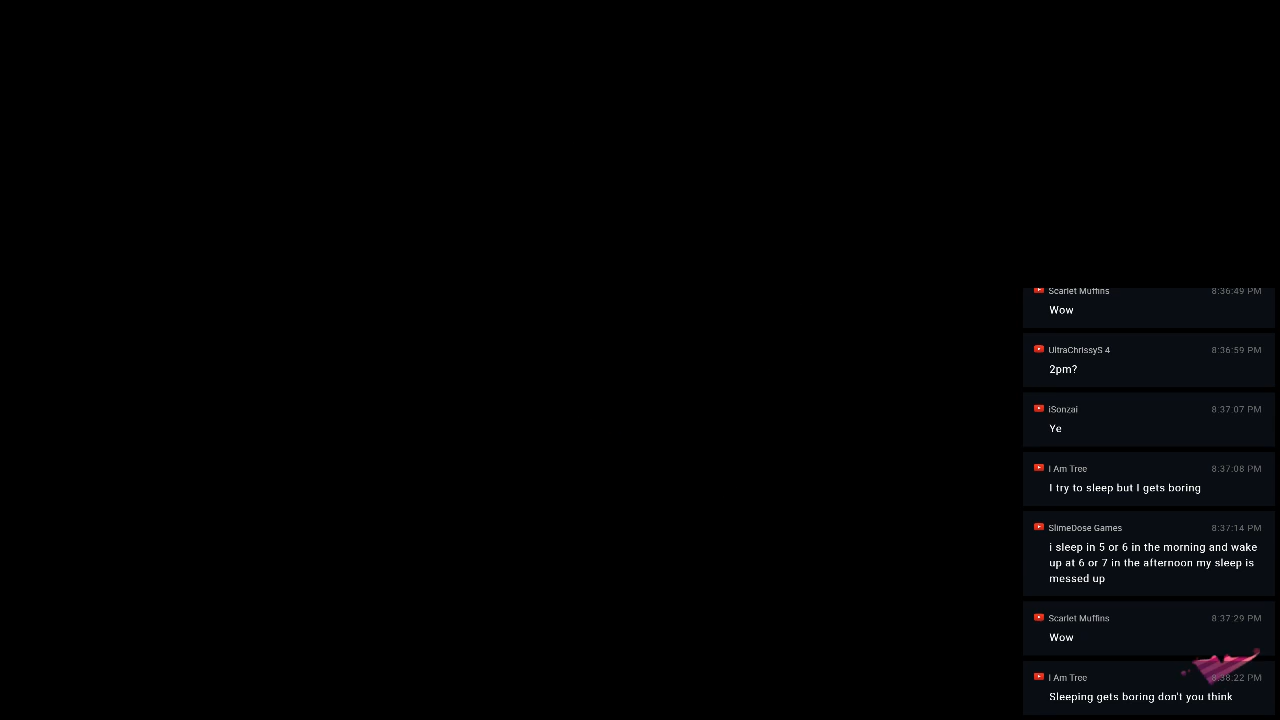 Scarlet Muffins 8:36:49 PM
Wow
UltraChrissyS 4 8:36:59 PM
2pm?
iSonzai 8:37:07 PM
Ye
I Am Tree 8:37:08 PM
I try to sleep but I gets boring
SlimeDose Games 8:37:14 PM
i sleep in 5 or 6 in the morning and wake
up at 6 or 7 in the afternoon my sleep is
messed up
Scarlet Muffins 8:37:29 PM
Wow
I Am Tree 8:38:22 PM
Sleeping gets boring don't you think